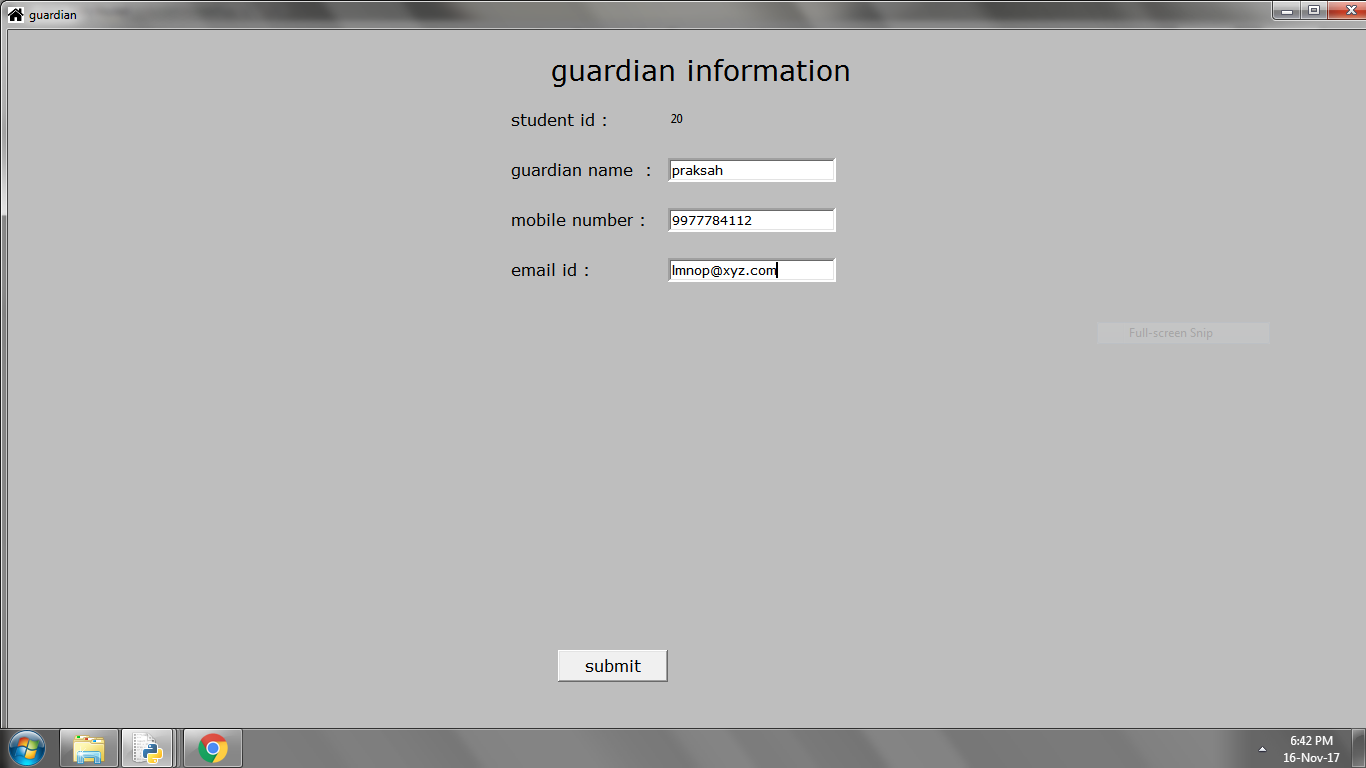 guardian
guardian information
student id : 20
guardian name : praksah
mobile number : 9977784112
email id : lmnop@xyz.com
Full-screen Snip
submit
6:42 PM
16-Nov-17